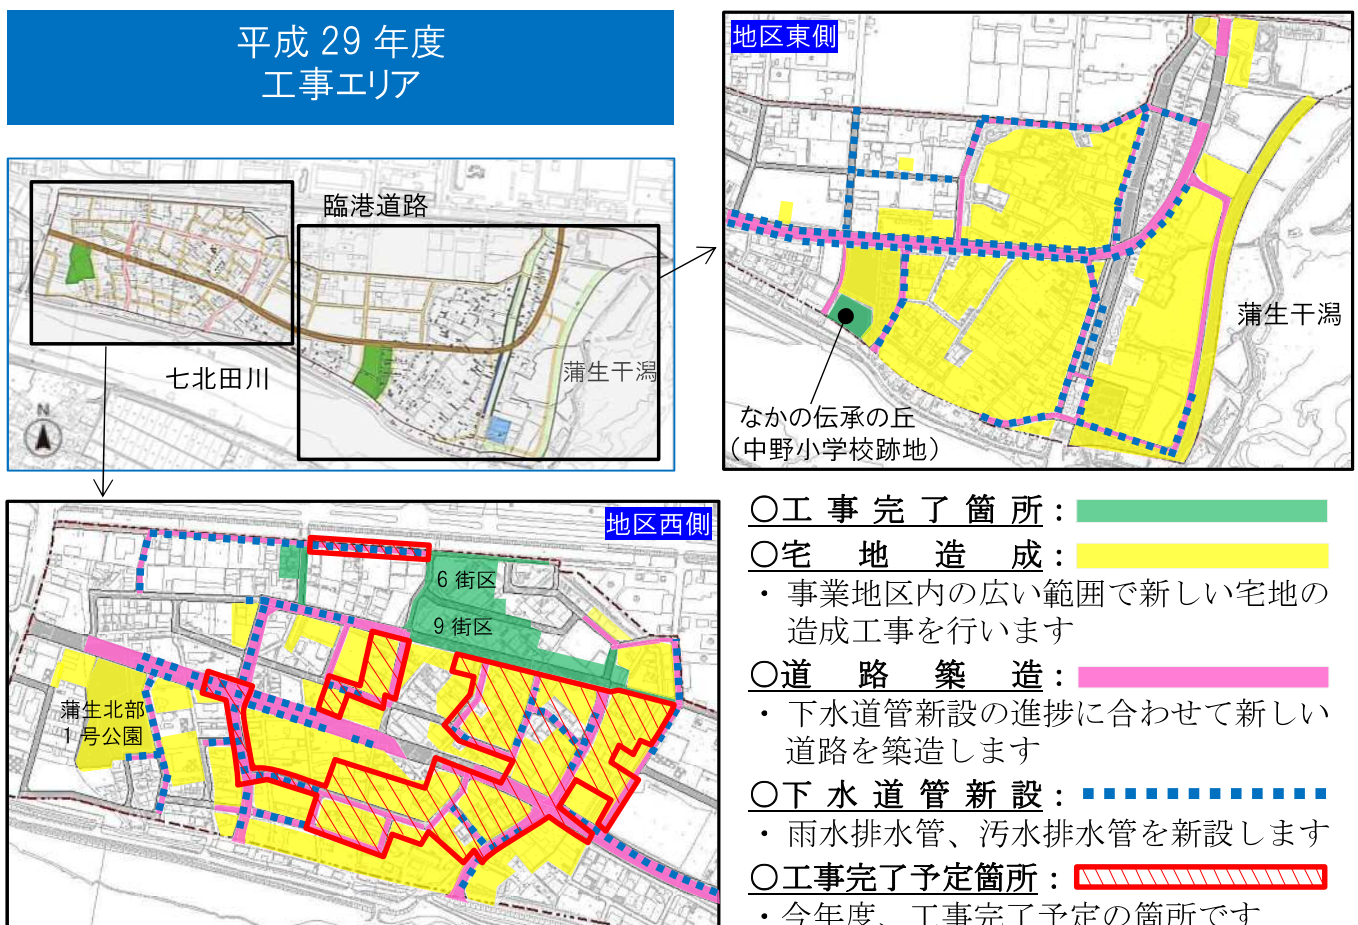 平成 29 年度
工事エリア
臨港道路
七北田川
蒲生干潟
N
地区東側
蒲生干潟
なかの伝承の丘
(中野小学校跡地)
地区西側
6 街区
9 街区
蒲生北部
1 号公園
〇工事完了箇所：
〇宅地造成：
・ 事業地区内の広い範囲で新しい宅地の
造成工事を行います
〇道路築造：
・ 下水道管新設の進捗に合わせて新しい
道路を築造します
〇下水道管新設：
・ 雨水排水管、汚水排水管を新設します
〇工事完了予定箇所：
・ 今年度、工事完了予定の箇所です